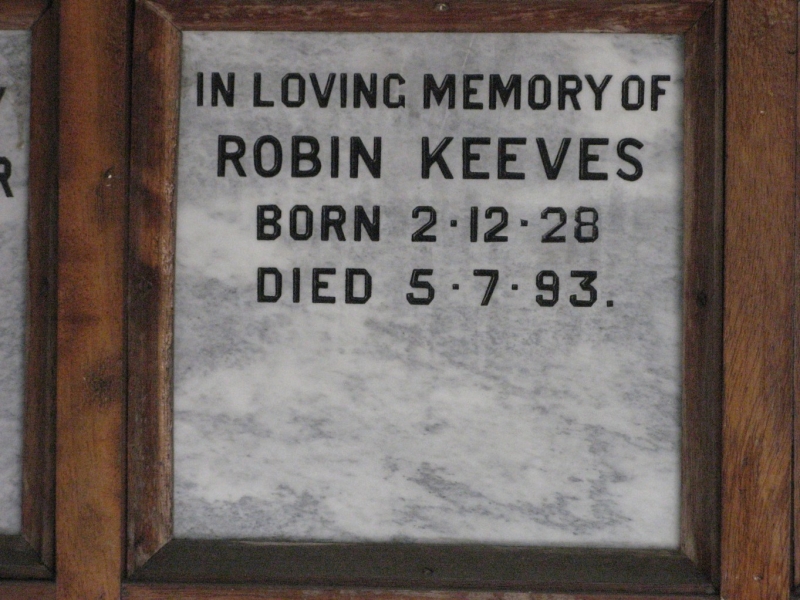 IN LOVING MEMORY OF
ROBIN KEEVES
BORN 2·12·28
DIED 5·7·93.